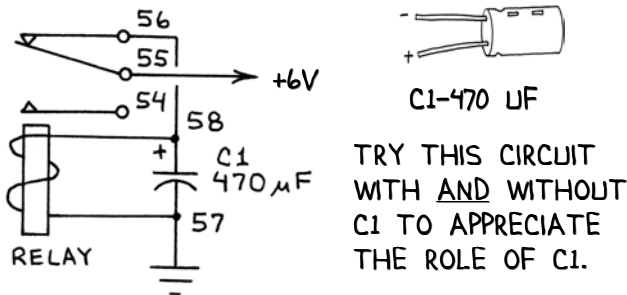 56
55
+6V
54
58
+
C1
470 µF
57
RELAY
-
+
C1-470 UF
TRY THIS CIRCUIT
WITH AND WITHOUT
C1 TO APPRECIATE
THE ROLE OF C1.